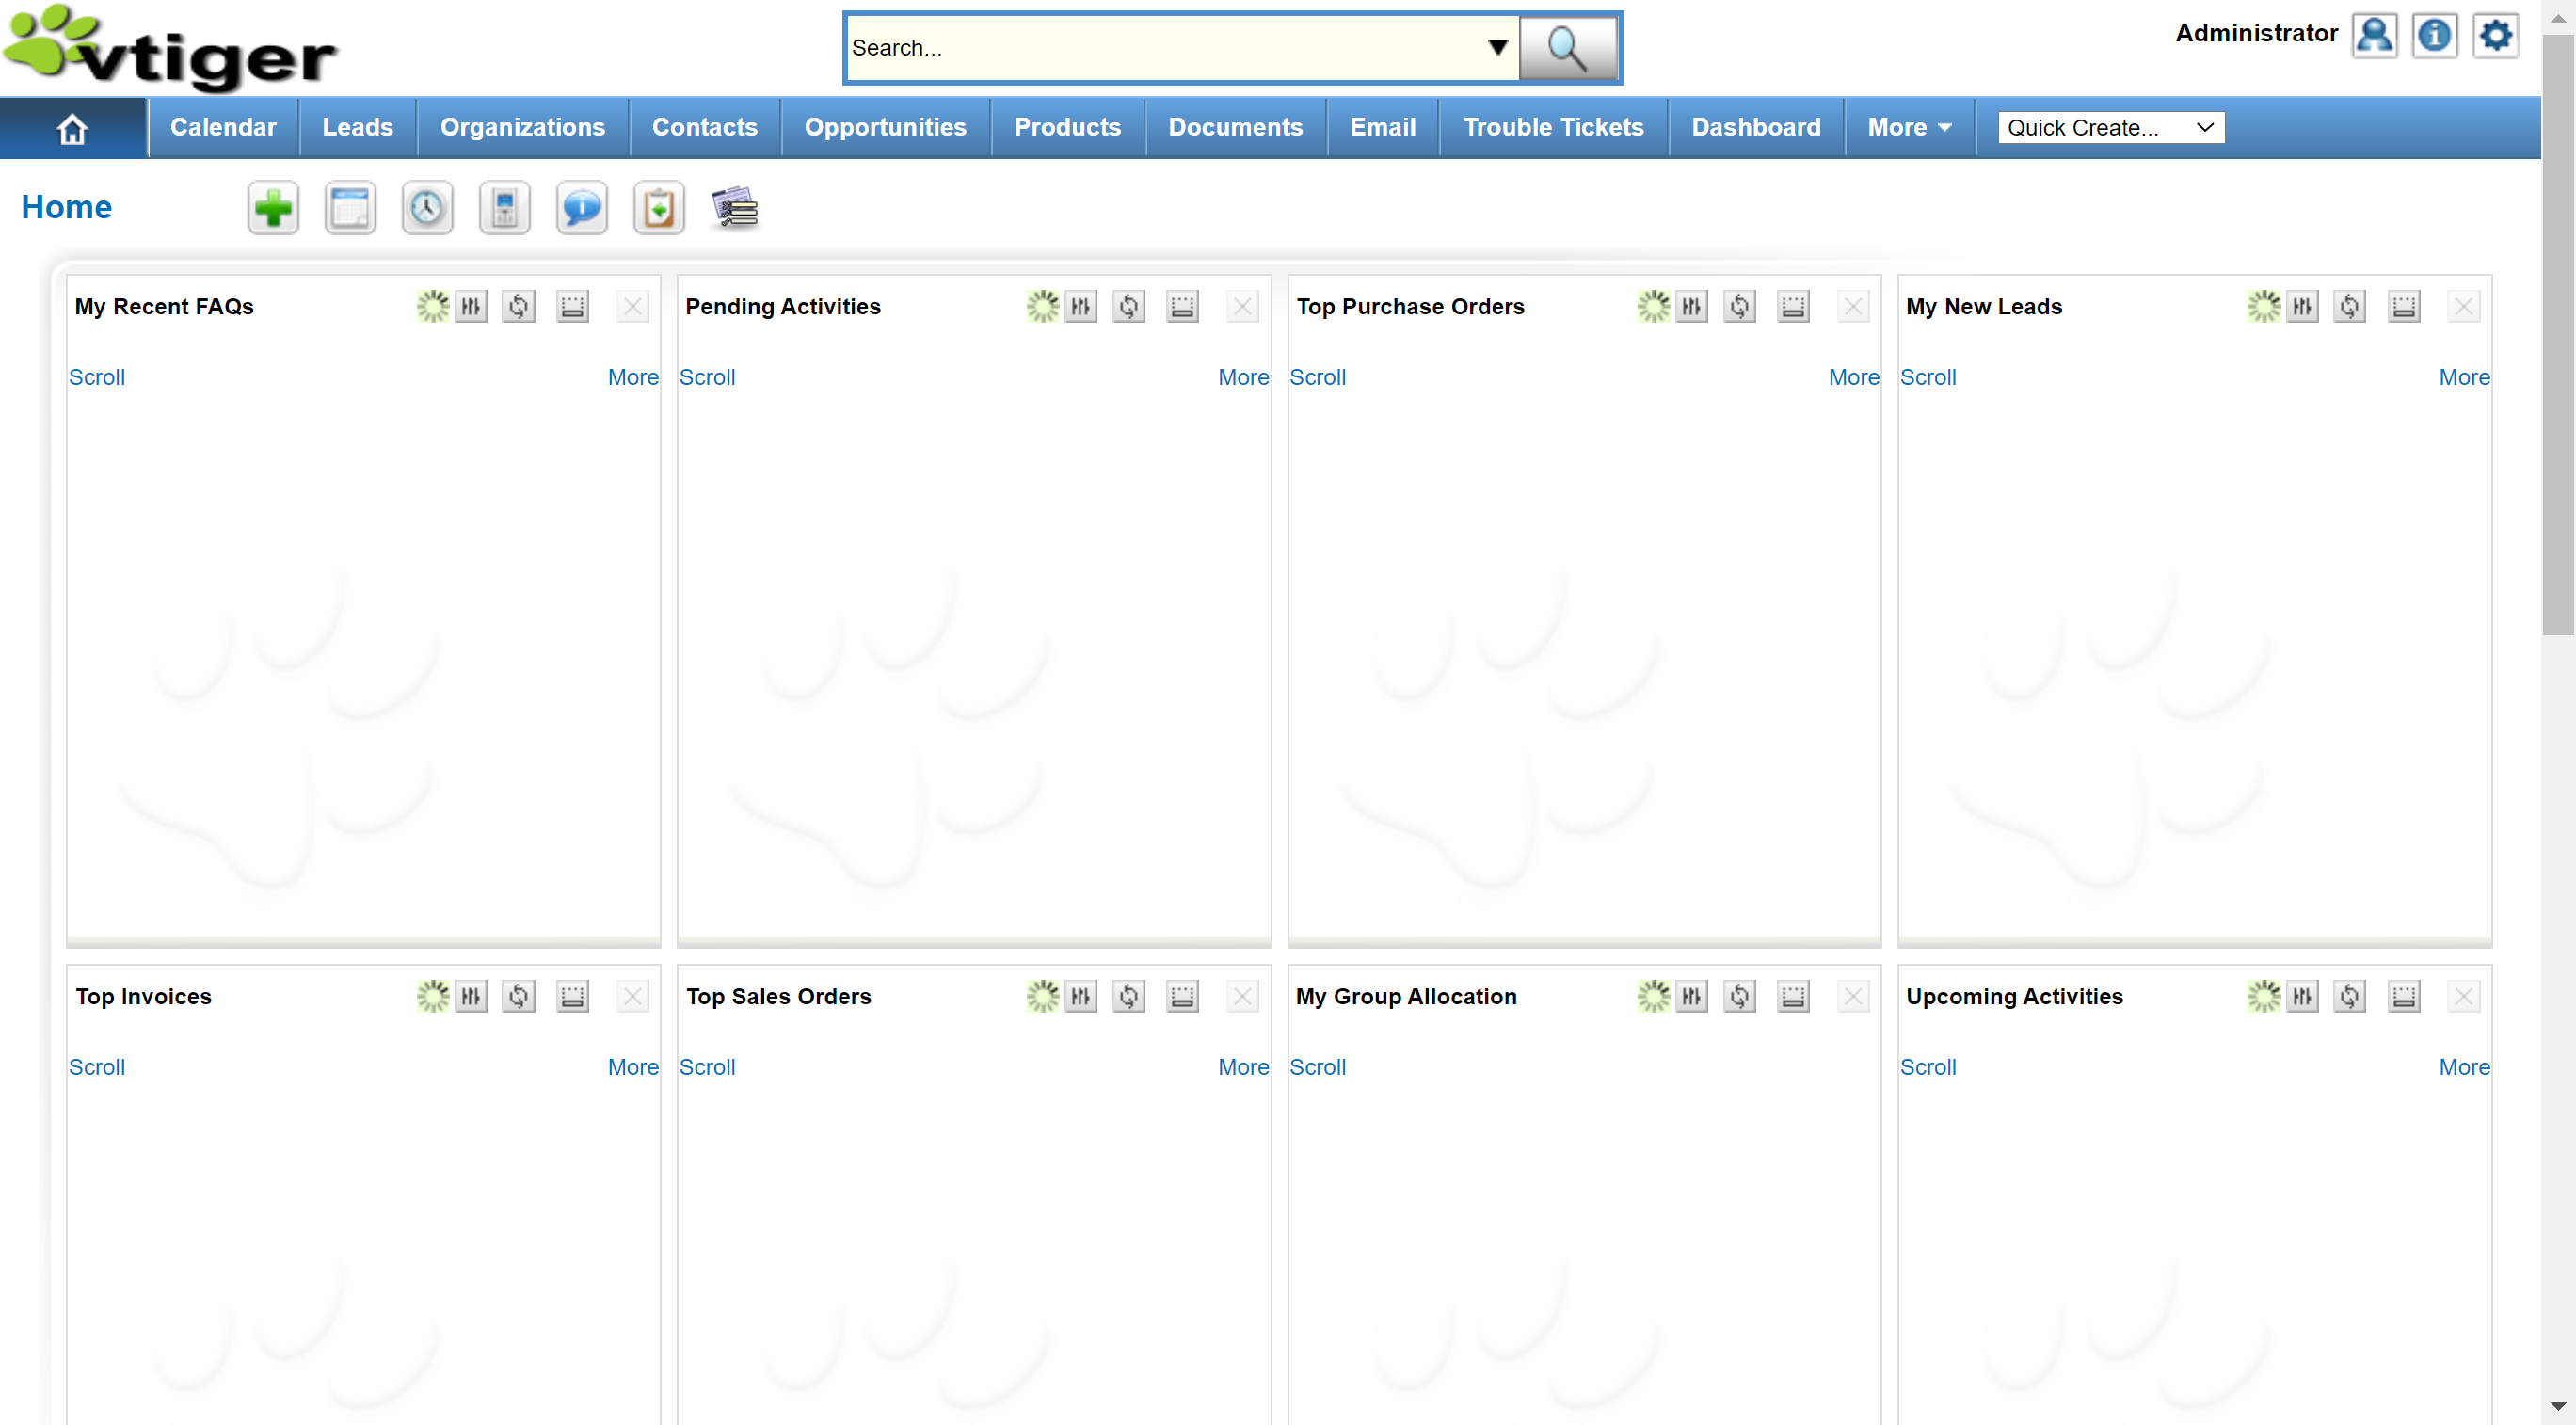 vtiger
Search...
Administrator
Calendar Leads Organizations Contacts Opportunities Products Documents Email Trouble Tickets Dashboard More Quick Create...
Home
My Recent FAQs
Scroll More
Pending Activities
Scroll More
Top Purchase Orders
Scroll More
My New Leads
Scroll More
Top Invoices
Scroll More
Top Sales Orders
Scroll More
My Group Allocation
Scroll
Upcoming Activities
Scroll More